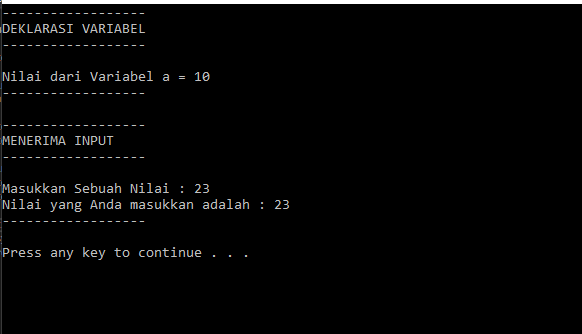 ------------------
DEKLARASI VARIABEL
------------------
Nilai dari Variabel a = 10
------------------
------------------
MENERIMA INPUT
------------------
Masukkan Sebuah Nilai : 23
Nilai yang Anda masukkan adalah : 23
------------------
Press any key to continue . . .